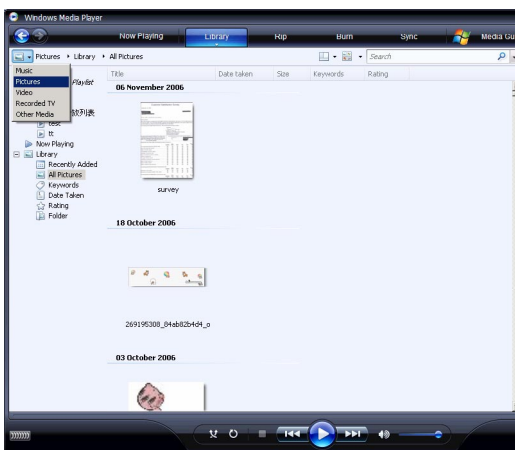 Windows Media Player
Now Playing Library Rip Burn Sync Media Gu
Pictures Library All Pictures Search
Music
Pictures
Video
Recorded TV
Other Media
Playlist
放列表
test
tt
Now Playing
Library
Recently Added
All Pictures
Keywords
Date Taken
Rating
Folder
Title Date taken Size Keywords Rating
06 November 2006
survey
18 October 2006
269195308_84ab82b4d4_o
03 October 2006